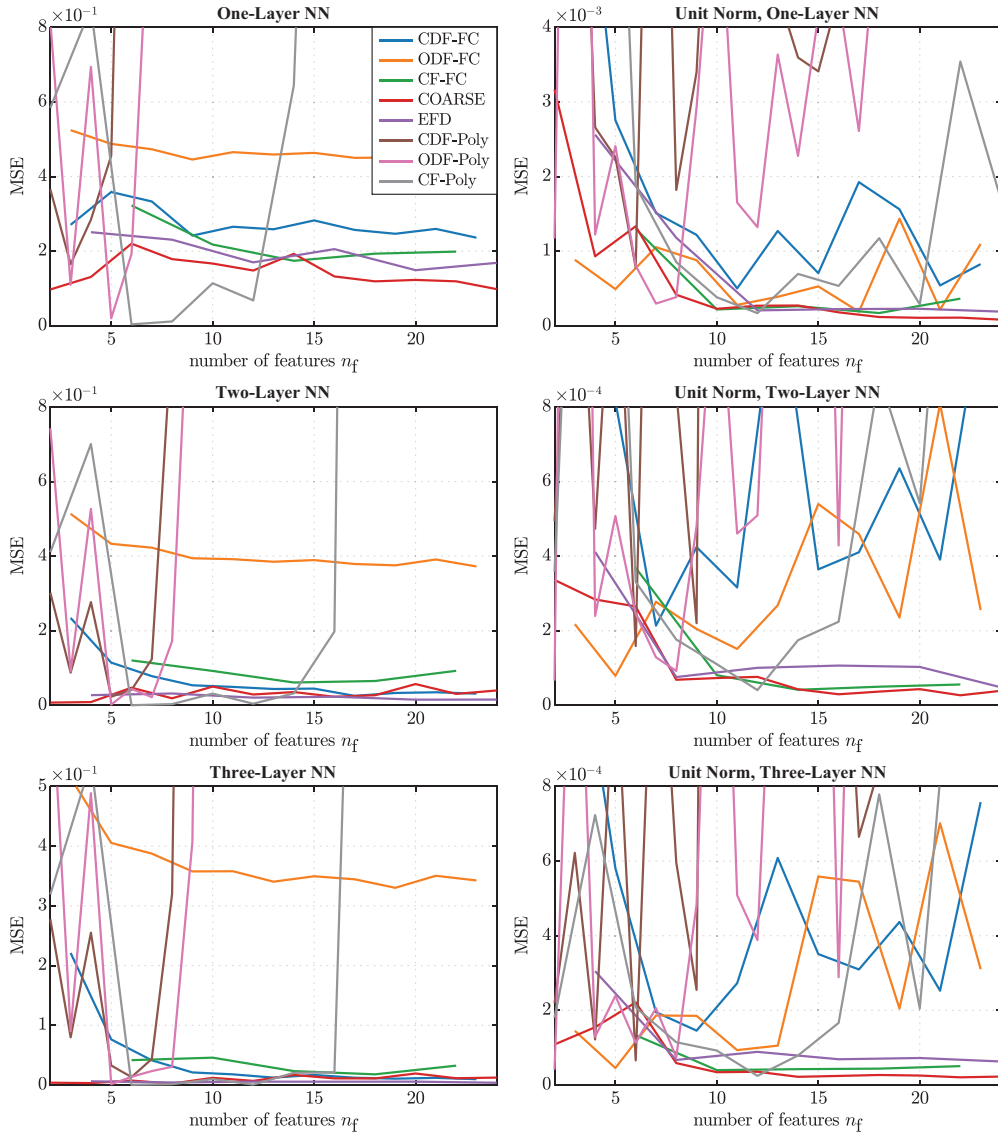 One-Layer NN
×10⁻¹
8
6
4
2
0
MSE
5
10
15
20
number of features n_f
CDF-FC
ODF-FC
CF-FC
COARSE
EFD
CDF-Poly
ODF-Poly
CF-Poly
Unit Norm, One-Layer NN
×10⁻³
4
3
2
1
0
MSE
5
10
15
20
number of features n_f
Two-Layer NN
×10⁻¹
8
6
4
2
0
MSE
5
10
15
20
number of features n_f
Unit Norm, Two-Layer NN
×10⁻⁴
8
6
4
2
0
MSE
5
10
15
20
number of features n_f
Three-Layer NN
×10⁻¹
5
4
3
2
1
0
MSE
5
10
15
20
number of features n_f
Unit Norm, Three-Layer NN
×10⁻⁴
8
6
4
2
0
MSE
5
10
15
20
number of features n_f